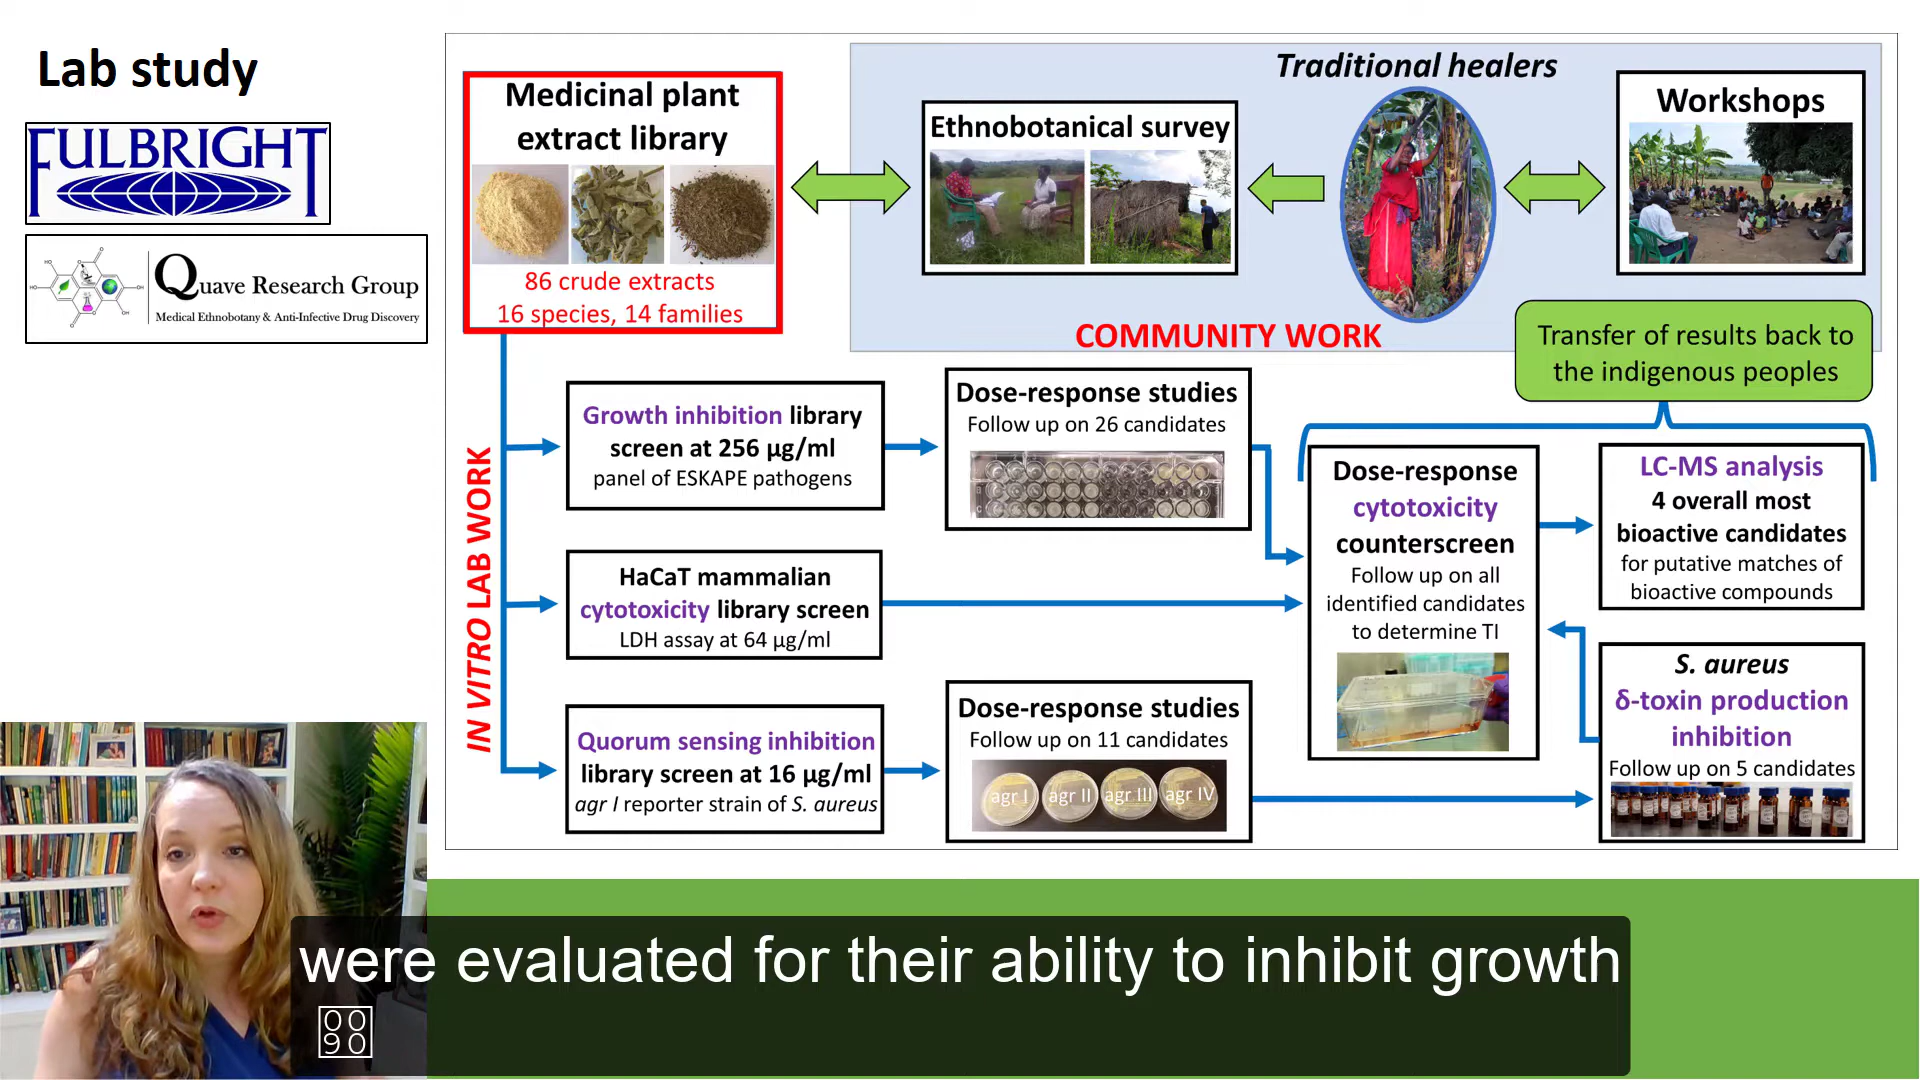 Lab study
FULBRIGHT
Quave Research Group
Medical Ethnobotany & Anti-Infective Drug Discovery
Medicinal plant
extract library
86 crude extracts
16 species, 14 families
Traditional healers
Ethnobotanical survey
Workshops
COMMUNITY WORK
Transfer of results back to
the indigenous peoples
IN VITRO LAB WORK
Growth inhibition library
screen at 256 µg/ml
panel of ESKAPE pathogens
Dose-response studies
Follow up on 26 candidates
HaCaT mammalian
cytotoxicity library screen
LDH assay at 64 µg/ml
Quorum sensing inhibition
library screen at 16 µg/ml
agr I reporter strain of S. aureus
Dose-response studies
Follow up on 11 candidates
agr I agr II agr III agr IV
Dose-response
cytotoxicity
counterscreen
Follow up on all
identified candidates
to determine TI
LC-MS analysis
4 overall most
bioactive candidates
for putative matches of
bioactive compounds
S. aureus
δ-toxin production
inhibition
Follow up on 5 candidates
were evaluated for their ability to inhibit growth